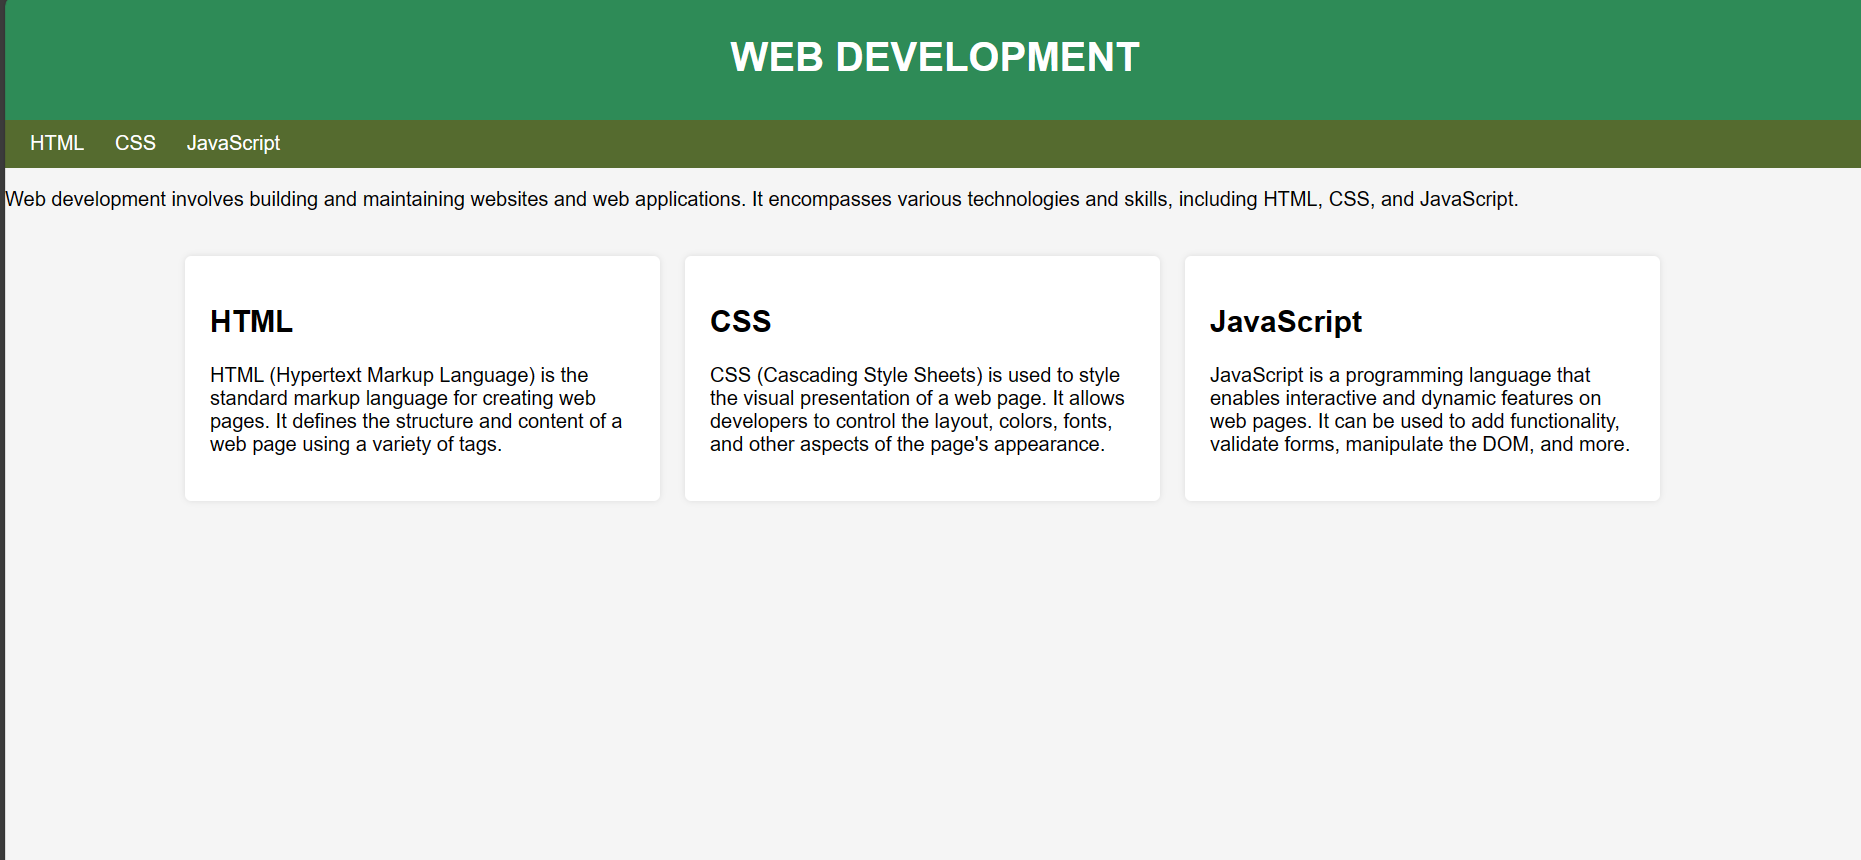 WEB DEVELOPMENT
HTML CSS JavaScript
Web development involves building and maintaining websites and web applications. It encompasses various technologies and skills, including HTML, CSS, and JavaScript.
HTML
HTML (Hypertext Markup Language) is the
standard markup language for creating web
pages. It defines the structure and content of a
web page using a variety of tags.
CSS
CSS (Cascading Style Sheets) is used to style
the visual presentation of a web page. It allows
developers to control the layout, colors, fonts,
and other aspects of the page's appearance.
JavaScript
JavaScript is a programming language that
enables interactive and dynamic features on
web pages. It can be used to add functionality,
validate forms, manipulate the DOM, and more.